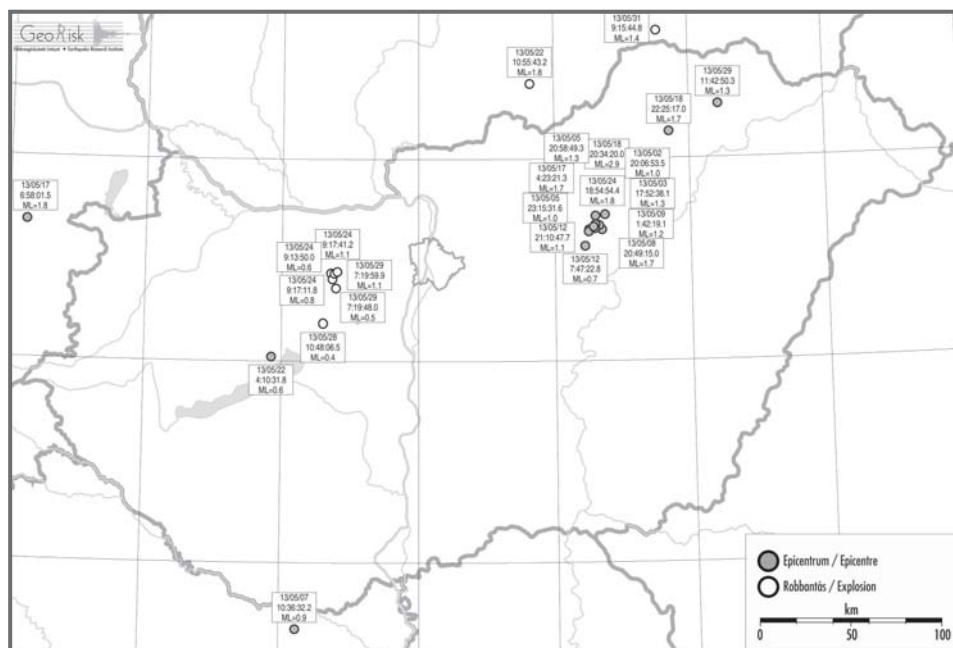 GeoRisk
13/05/31
9:15:44.8
ML=1.4
13/05/22
10:55:43.2
ML=1.8
13/05/29
11:42:50.3
ML=1.3
13/05/18
22:25:17.0
ML=1.7
13/05/05
20:58:49.3
ML=1.3
13/05/18
20:34:20.0
ML=2.9
13/05/02
20:06:53.5
ML=1.0
13/05/17
4:23:21.3
ML=1.7
13/05/24
18:54:54.4
ML=1.8
13/05/03
17:52:38.1
ML=1.3
13/05/17
6:58:01.5
ML=1.8
13/05/05
23:15:31.6
ML=1.0
13/05/09
1:42:19.1
ML=1.2
13/05/12
21:10:47.7
ML=1.1
13/05/08
20:49:15.0
ML=1.7
13/05/12
7:47:22.8
ML=0.7
13/05/24
9:17:41.2
ML=1.1
13/05/24
9:13:50.0
ML=0.6
13/05/29
7:19:59.9
ML=1.1
13/05/24
9:17:11.8
ML=0.8
13/05/29
7:19:48.0
ML=0.5
13/05/28
10:48:06.5
ML=0.4
13/05/22
4:10:31.8
ML=0.6
13/05/07
10:36:32.2
ML=0.9
Epicentrum / Epicentre
Robbantás / Explosion
km
0 50 100